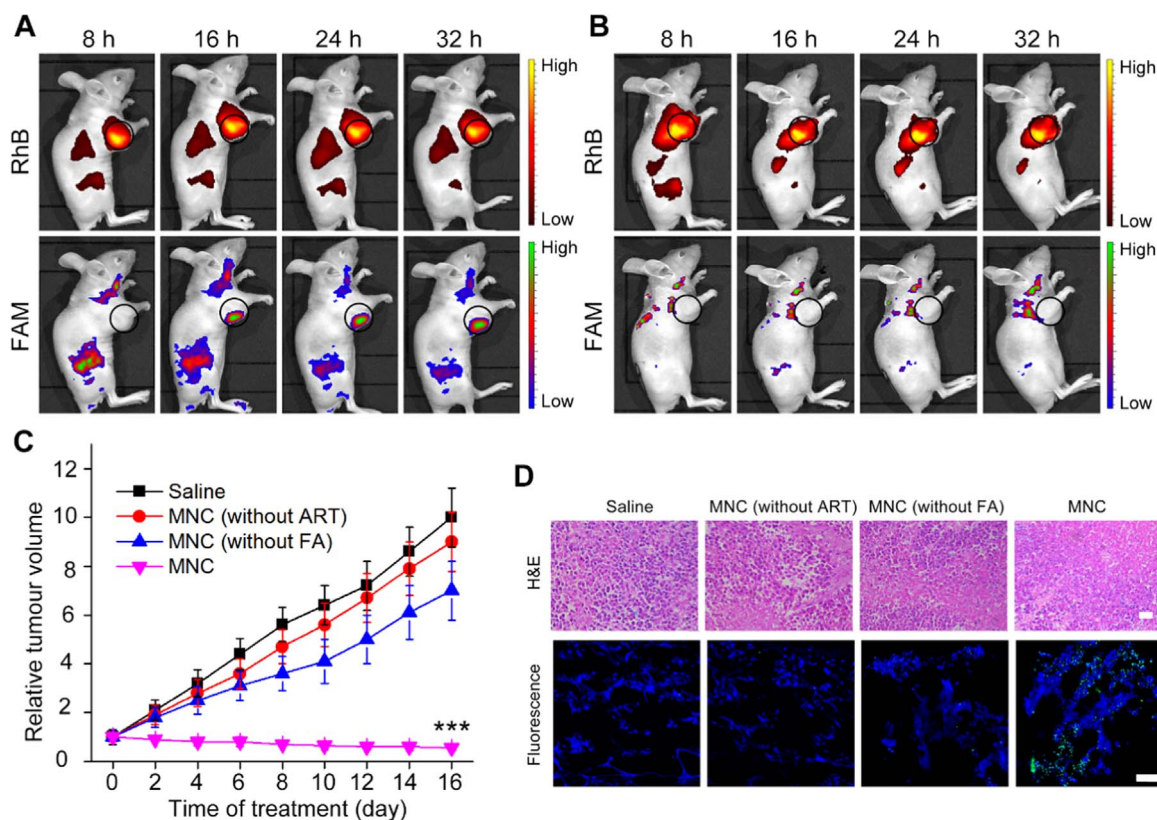 A
8 h 16 h 24 h 32 h
RhB
High
Low
FAM
High
Low
B
8 h 16 h 24 h 32 h
RhB
High
Low
FAM
High
Low
C
Relative tumour volume
12
10
8
6
4
2
0
Saline
MNC (without ART)
MNC (without FA)
MNC
***
0 2 4 6 8 10 12 14 16
Time of treatment (day)
D
Saline MNC (without ART) MNC (without FA) MNC
H&E
Fluorescence